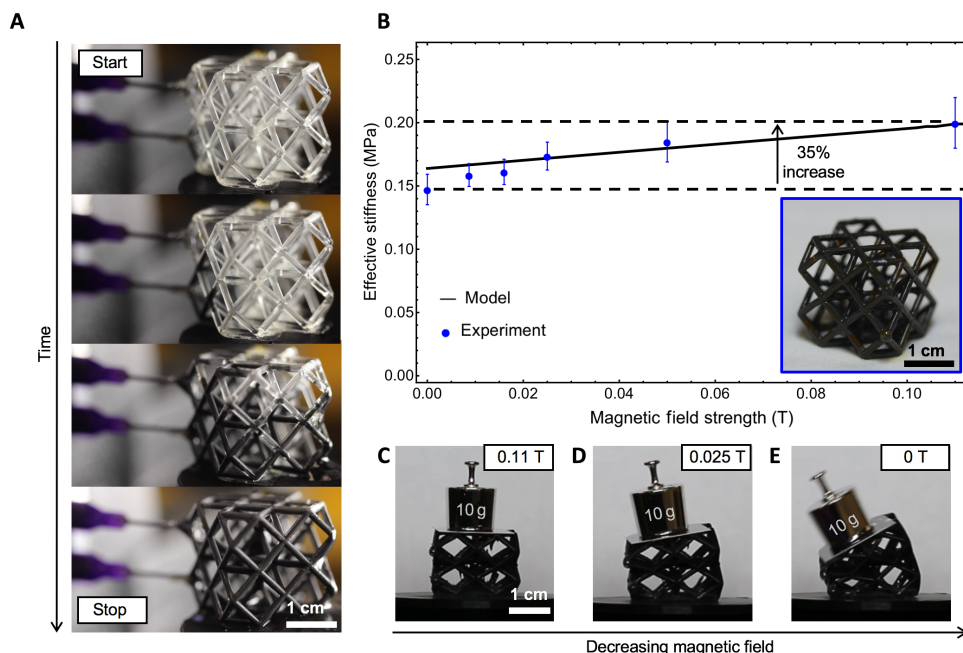 A
Start
Time
Stop
1 cm
B
Effective stiffness (MPa)
0.25
0.20
0.15
0.10
0.05
0.00
35%
increase
Model
Experiment
1 cm
0.00
0.02
0.04
0.06
0.08
0.10
Magnetic field strength (T)
C
0.11 T
10 g
1 cm
D
0.025 T
10 g
E
0 T
10 g
Decreasing magnetic field